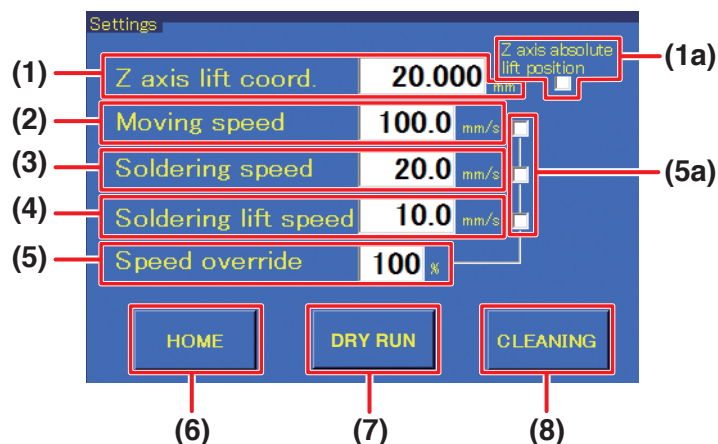 Settings
Z axis absolute
lift position
(1a)
(1) Z axis lift coord. 20.000 mm
(2) Moving speed 100.0 mm/s
(3) Soldering speed 20.0 mm/s
(5a)
(4) Soldering lift speed 10.0 mm/s
(5) Speed override 100 %
HOME DRY RUN CLEANING
(6) (7) (8)